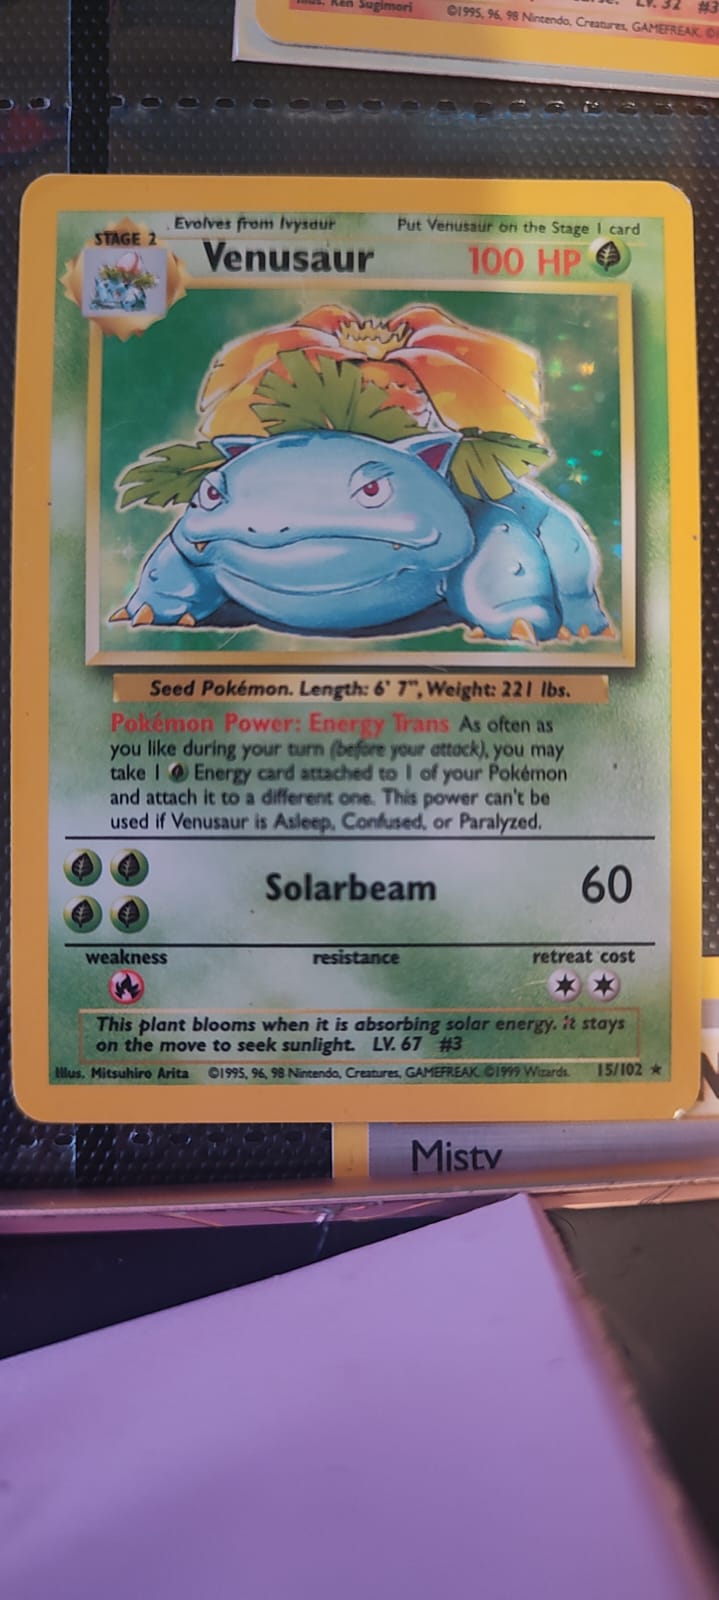 Illus. Ken Sugimori ©1995, 96, 98 Nintendo, Creatures, GAMEFREAK.
LV. 32 #3
Evolves from Ivysaur Put Venusaur on the Stage 1 card
STAGE 2
Venusaur 100 HP
Seed Pokémon. Length: 6' 7", Weight: 221 lbs.
Pokémon Power: Energy Trans As often as
you like during your turn (before your attack), you may
take 1 Energy card attached to 1 of your Pokémon
and attach it to a different one. This power can't be
used if Venusaur is Asleep, Confused, or Paralyzed.
Solarbeam 60
weakness resistance retreat cost
This plant blooms when it is absorbing solar energy. It stays
on the move to seek sunlight. LV. 67 #3
Illus. Mitsuhiro Arita ©1995, 96, 98 Nintendo, Creatures, GAMEFREAK. ©1999 Wizards. 15/102 ★
Misty